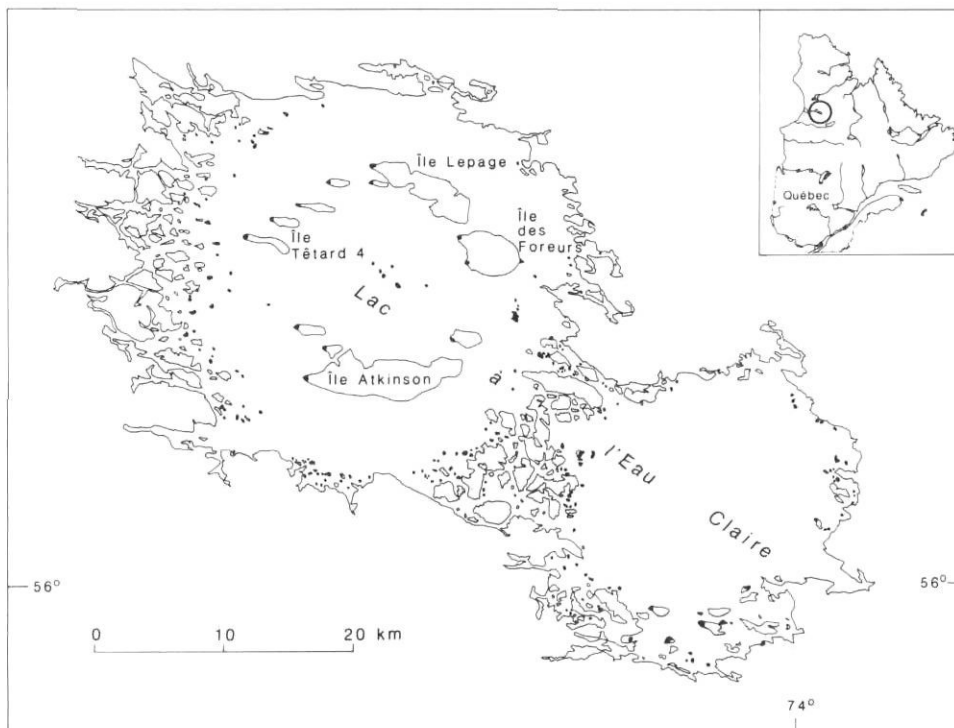 Québec
Île Lepage
Île
des
Foreurs
Île
Têtard 4
Lac
Île Atkinson
à
l'Eau
Claire
56°
56°
0 10 20 km
74°